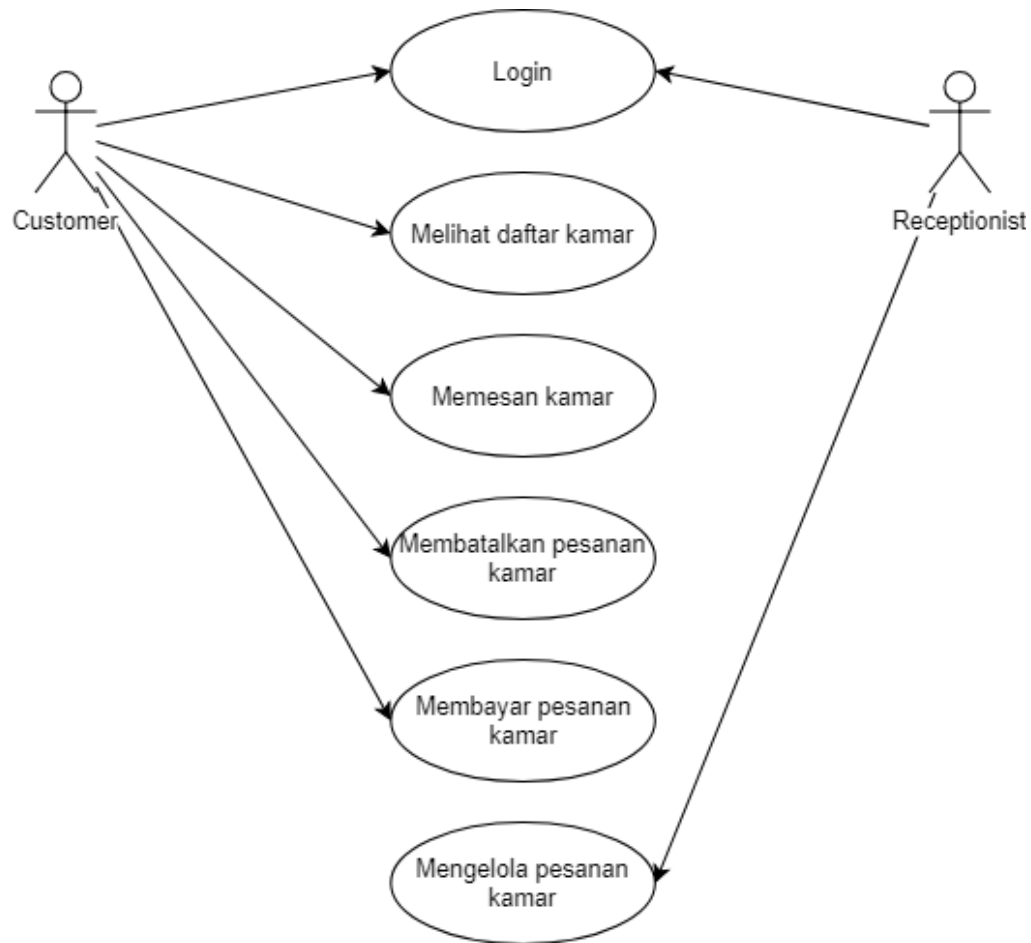 Login
Customer
Receptionist
Melihat daftar kamar
Memesan kamar
Membatalkan pesanan
kamar
Membayar pesanan
kamar
Mengelola pesanan
kamar